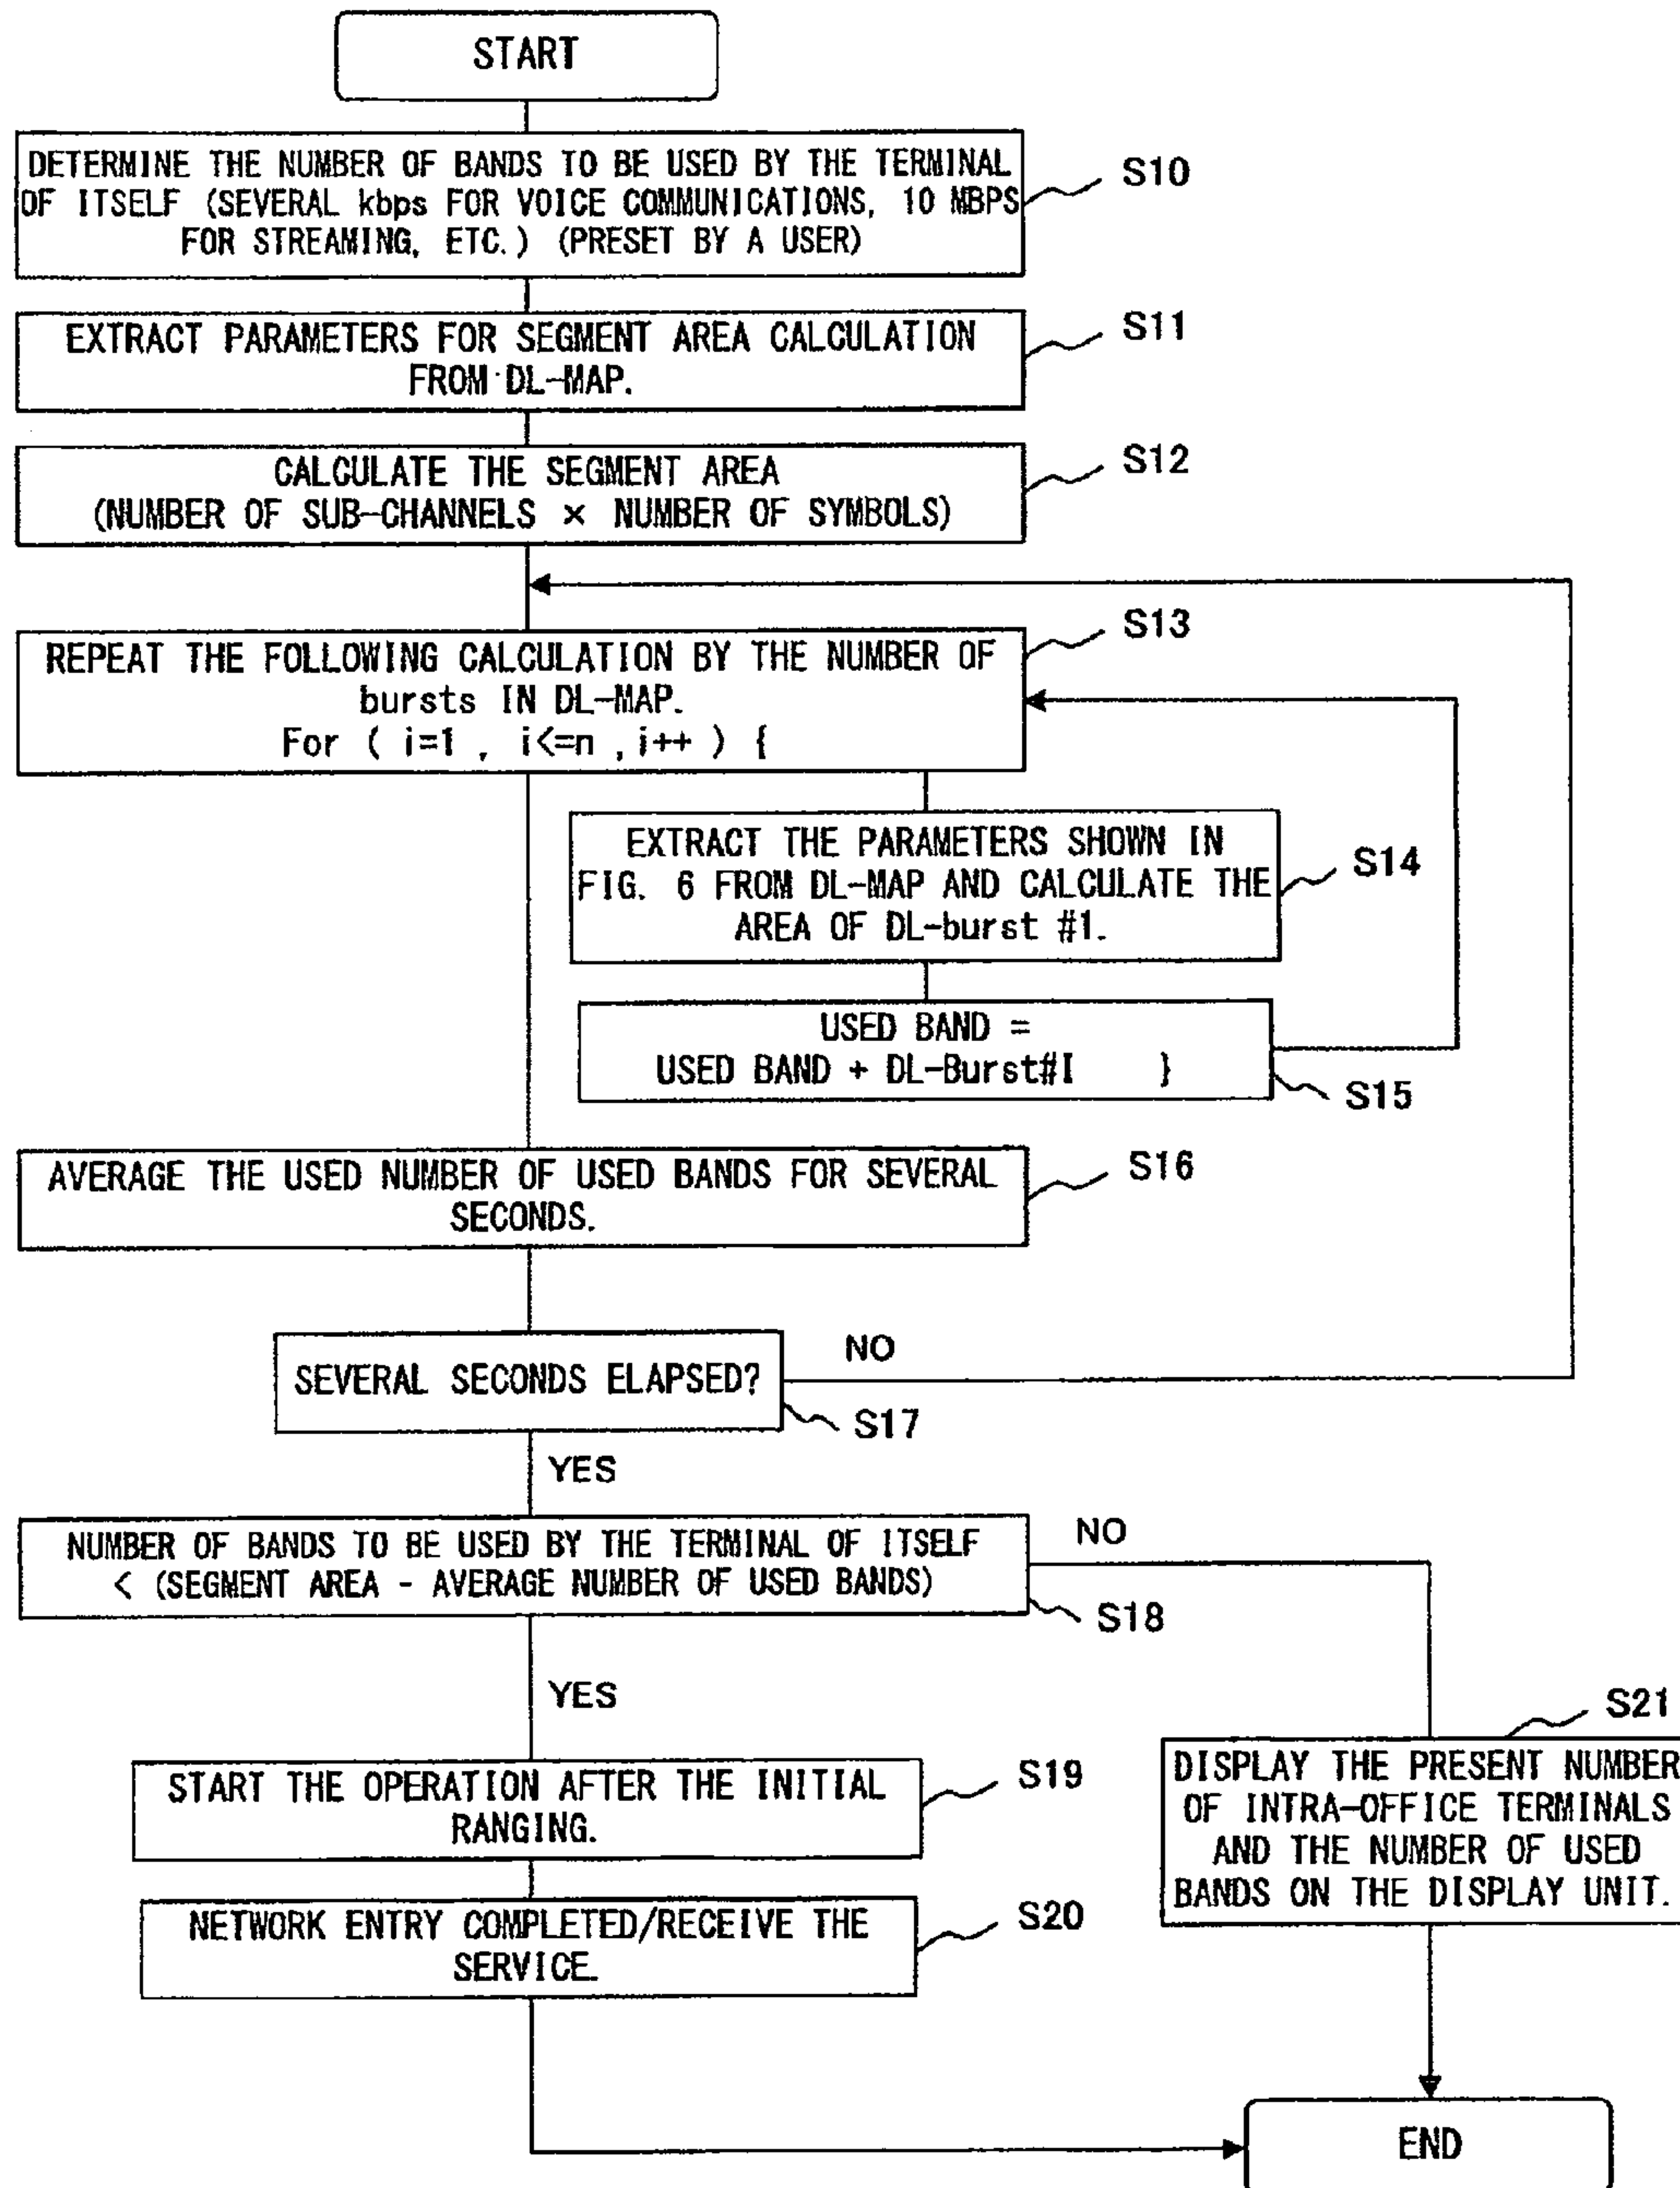 START
DETERMINE THE NUMBER OF BANDS TO BE USED BY THE TERMINAL
OF ITSELF (SEVERAL kbps FOR VOICE COMMUNICATIONS, 10 MBPS
FOR STREAMING, ETC.) (PRESET BY A USER)
S10
EXTRACT PARAMETERS FOR SEGMENT AREA CALCULATION
FROM DL-MAP.
S11
CALCULATE THE SEGMENT AREA
(NUMBER OF SUB-CHANNELS × NUMBER OF SYMBOLS)
S12
REPEAT THE FOLLOWING CALCULATION BY THE NUMBER OF
bursts IN DL-MAP.
For ( i=1 , i<=n ,i++ ) {
S13
EXTRACT THE PARAMETERS SHOWN IN
FIG. 6 FROM DL-MAP AND CALCULATE THE
AREA OF DL-burst #1.
S14
USED BAND =
USED BAND + DL-Burst#I }
S15
AVERAGE THE USED NUMBER OF USED BANDS FOR SEVERAL
SECONDS.
S16
SEVERAL SECONDS ELAPSED?
NO
S17
YES
NUMBER OF BANDS TO BE USED BY THE TERMINAL OF ITSELF
< (SEGMENT AREA - AVERAGE NUMBER OF USED BANDS)
NO
S18
YES
START THE OPERATION AFTER THE INITIAL
RANGING.
S19
S21
DISPLAY THE PRESENT NUMBER
OF INTRA-OFFICE TERMINALS
AND THE NUMBER OF USED
BANDS ON THE DISPLAY UNIT.
NETWORK ENTRY COMPLETED/RECEIVE THE
SERVICE.
S20
END